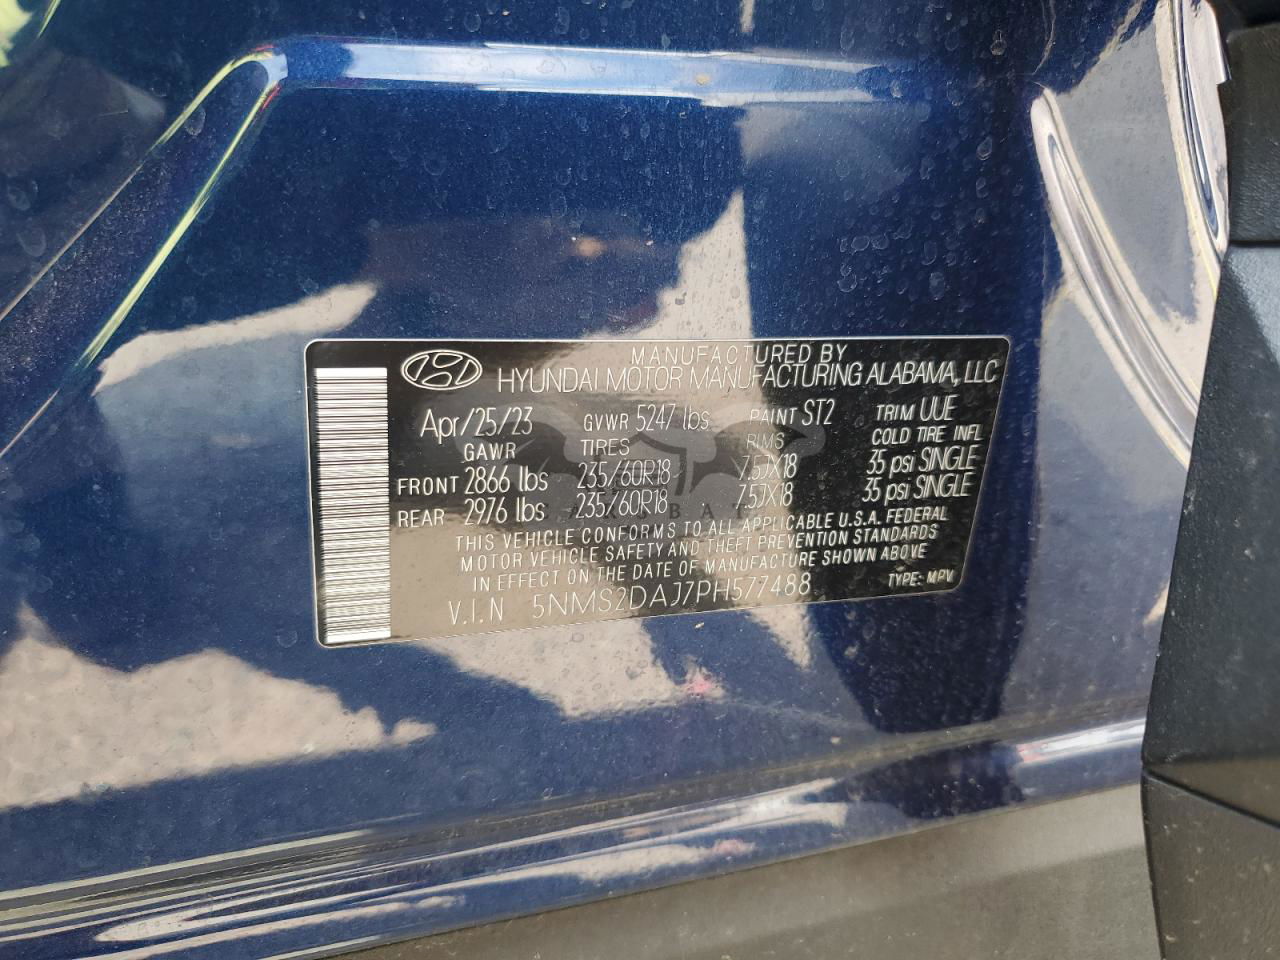 MANUFACTURED BY
HYUNDAI MOTOR MANUFACTURING ALABAMA, LLC
Apr/25/23 GVWR 5247 lbs PAINT ST2 TRIM UUE
GAWR TIRES RIMS COLD TIRE INFL
FRONT 2866 lbs 235/60R18 7.5JX18 35 psi SINGLE
REAR 2976 lbs 235/60R18 7.5JX18 35 psi SINGLE
THIS VEHICLE CONFORMS TO ALL APPLICABLE U.S.A. FEDERAL
MOTOR VEHICLE SAFETY AND THEFT PREVENTION STANDARDS
IN EFFECT ON THE DATE OF MANUFACTURE SHOWN ABOVE
V.I.N 5NMS2DAJ7PH577488 TYPE: MPV